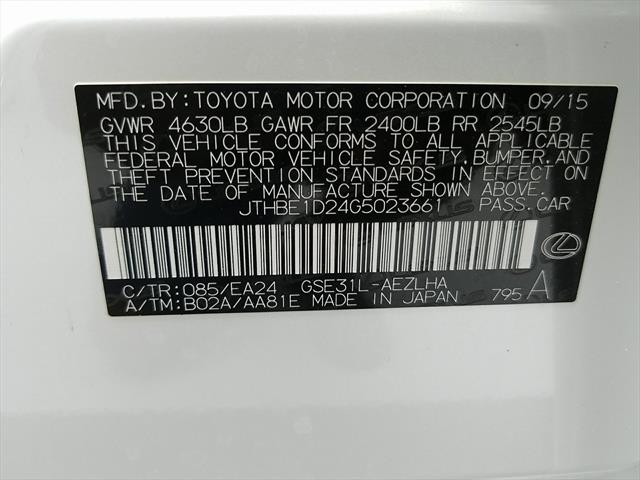 MFD.BY:TOYOTA MOTOR CORPORATION 09/15
GVWR 4630LB GAWR FR 2400LB RR 2545LB
THIS VEHICLE CONFORMS TO ALL APPLICABLE
FEDERAL MOTOR VEHICLE SAFETY,BUMPER,AND
THEFT PREVENTION STANDARDS IN EFFECT ON
THE DATE OF MANUFACTURE SHOWN ABOVE.
JTHBE1D24G5023661 PASS.CAR
C/TR:085/EA24 GSE31L-AEZLHA
A/TM:B02A/AA81E MADE IN JAPAN 795 A